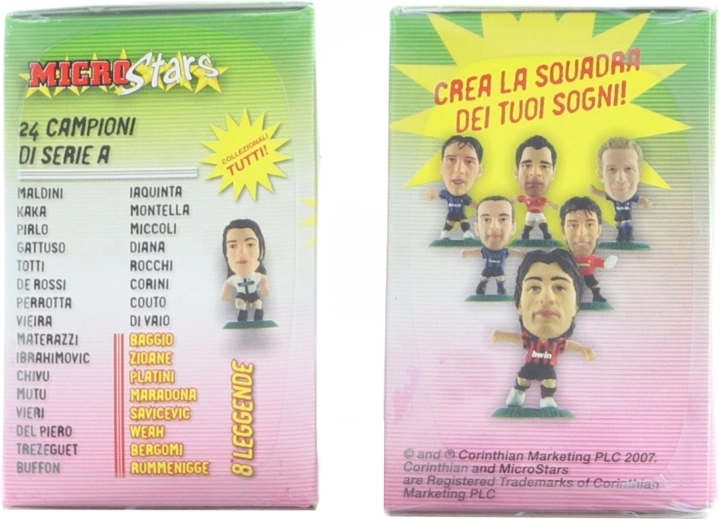 MICROStars
24 CAMPIONI
DI SERIE A
COLLEZIONALI
TUTTI!
MALDINI
KAKA
PIRLO
GATTUSO
TOTTI
DE ROSSI
PERROTTA
VIEIRA
MATERAZZI
IBRAHIMOVIC
CHIVU
MUTU
VIERI
DEL PIERO
TREZEGUET
BUFFON
IAQUINTA
MONTELLA
MICCOLI
DIANA
ROCCHI
CORINI
COUTO
DI VAIO
BAGGIO
ZIDANE
PLATINI
MARADONA
SAVICEVIC
WEAH
BERGOMI
RUMMENIGGE
8 LEGGENDE
CREA LA SQUADRA
DEI TUOI SOGNI!
bwin
© and ® Corinthian Marketing PLC 2007.
Corinthian and MicroStars
are Registered Trademarks of Corinthian
Marketing PLC